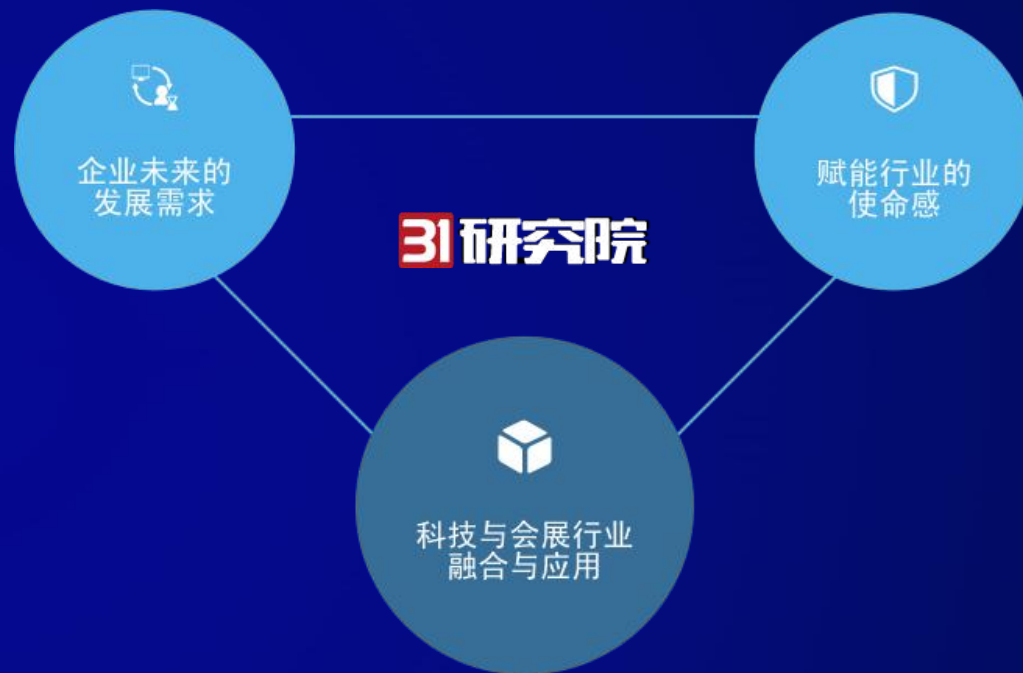 企业未来的
发展需求
赋能行业的
使命感
31研究院
科技与会展行业
融合与应用